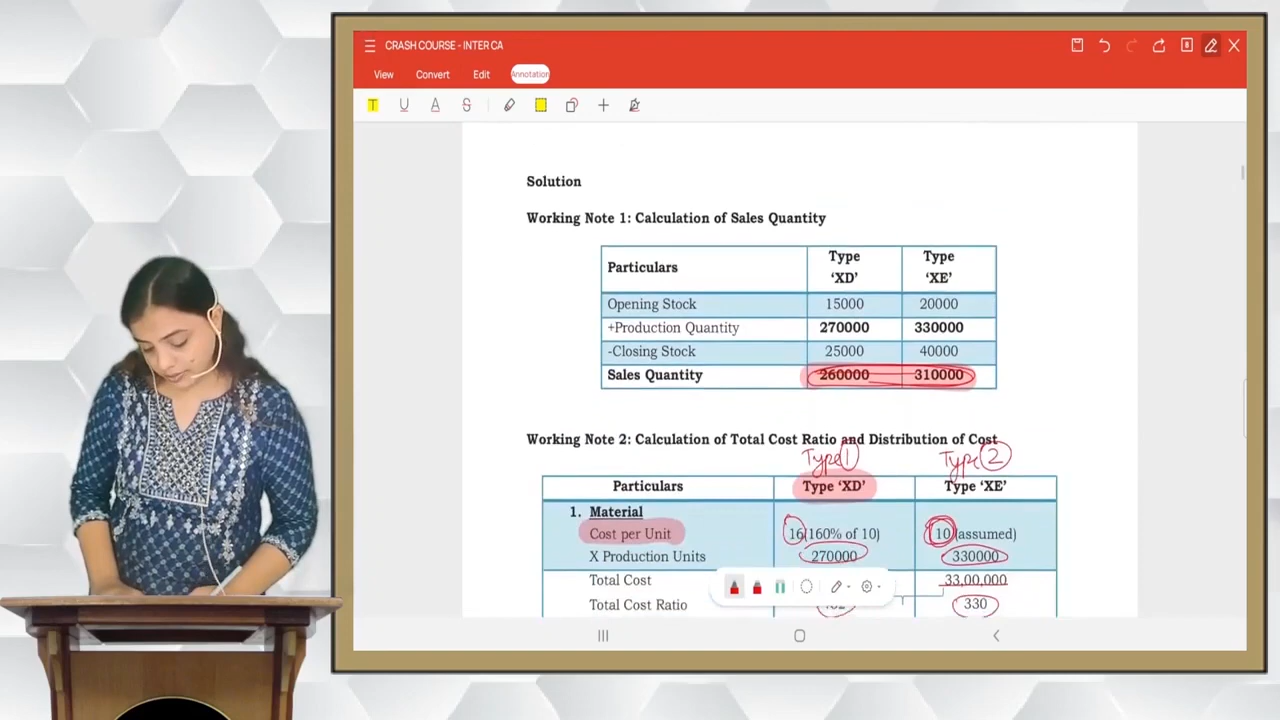 CRASH COURSE - INTER CA
View Convert Edit Annotation
T U A S
Solution
Working Note 1: Calculation of Sales Quantity
Particulars Type 'XD' Type 'XE'
Opening Stock 15000 20000
+Production Quantity 270000 330000
-Closing Stock 25000 40000
Sales Quantity 260000 310000
Working Note 2: Calculation of Total Cost Ratio and Distribution of Cost
Type 1 Type 2
Particulars Type 'XD' Type 'XE'
1. Material
Cost per Unit 16(160% of 10) 10 (assumed)
X Production Units 270000 330000
Total Cost 33,00,000
Total Cost Ratio 330